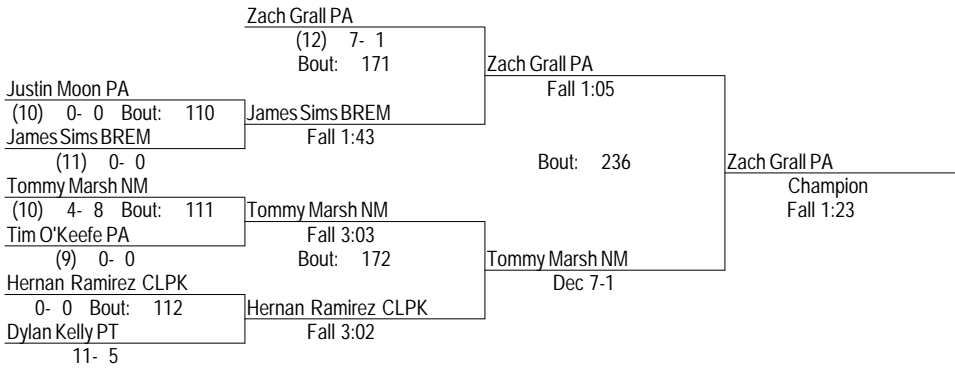 Zach Grall PA
(12) 7- 1
Bout: 171
Zach Grall PA
Fall 1:05
Justin Moon PA
(10) 0- 0 Bout: 110
James Sims BREM
Fall 1:43
James Sims BREM
(11) 0- 0
Bout: 236
Zach Grall PA
Champion
Fall 1:23
Tommy Marsh NM
(10) 4- 8 Bout: 111
Tommy Marsh NM
Fall 3:03
Tim O'Keefe PA
(9) 0- 0
Bout: 172
Tommy Marsh NM
Dec 7-1
Hernan Ramirez CLPK
0- 0 Bout: 112
Hernan Ramirez CLPK
Fall 3:02
Dylan Kelly PT
11- 5